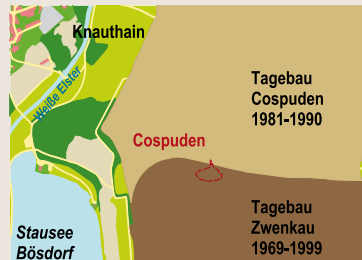 Knauthain
Weiße Elster
Tagebau
Cospuden
1981-1990
Cospuden
Tagebau
Zwenkau
1969-1999
Stausee
Bösdorf